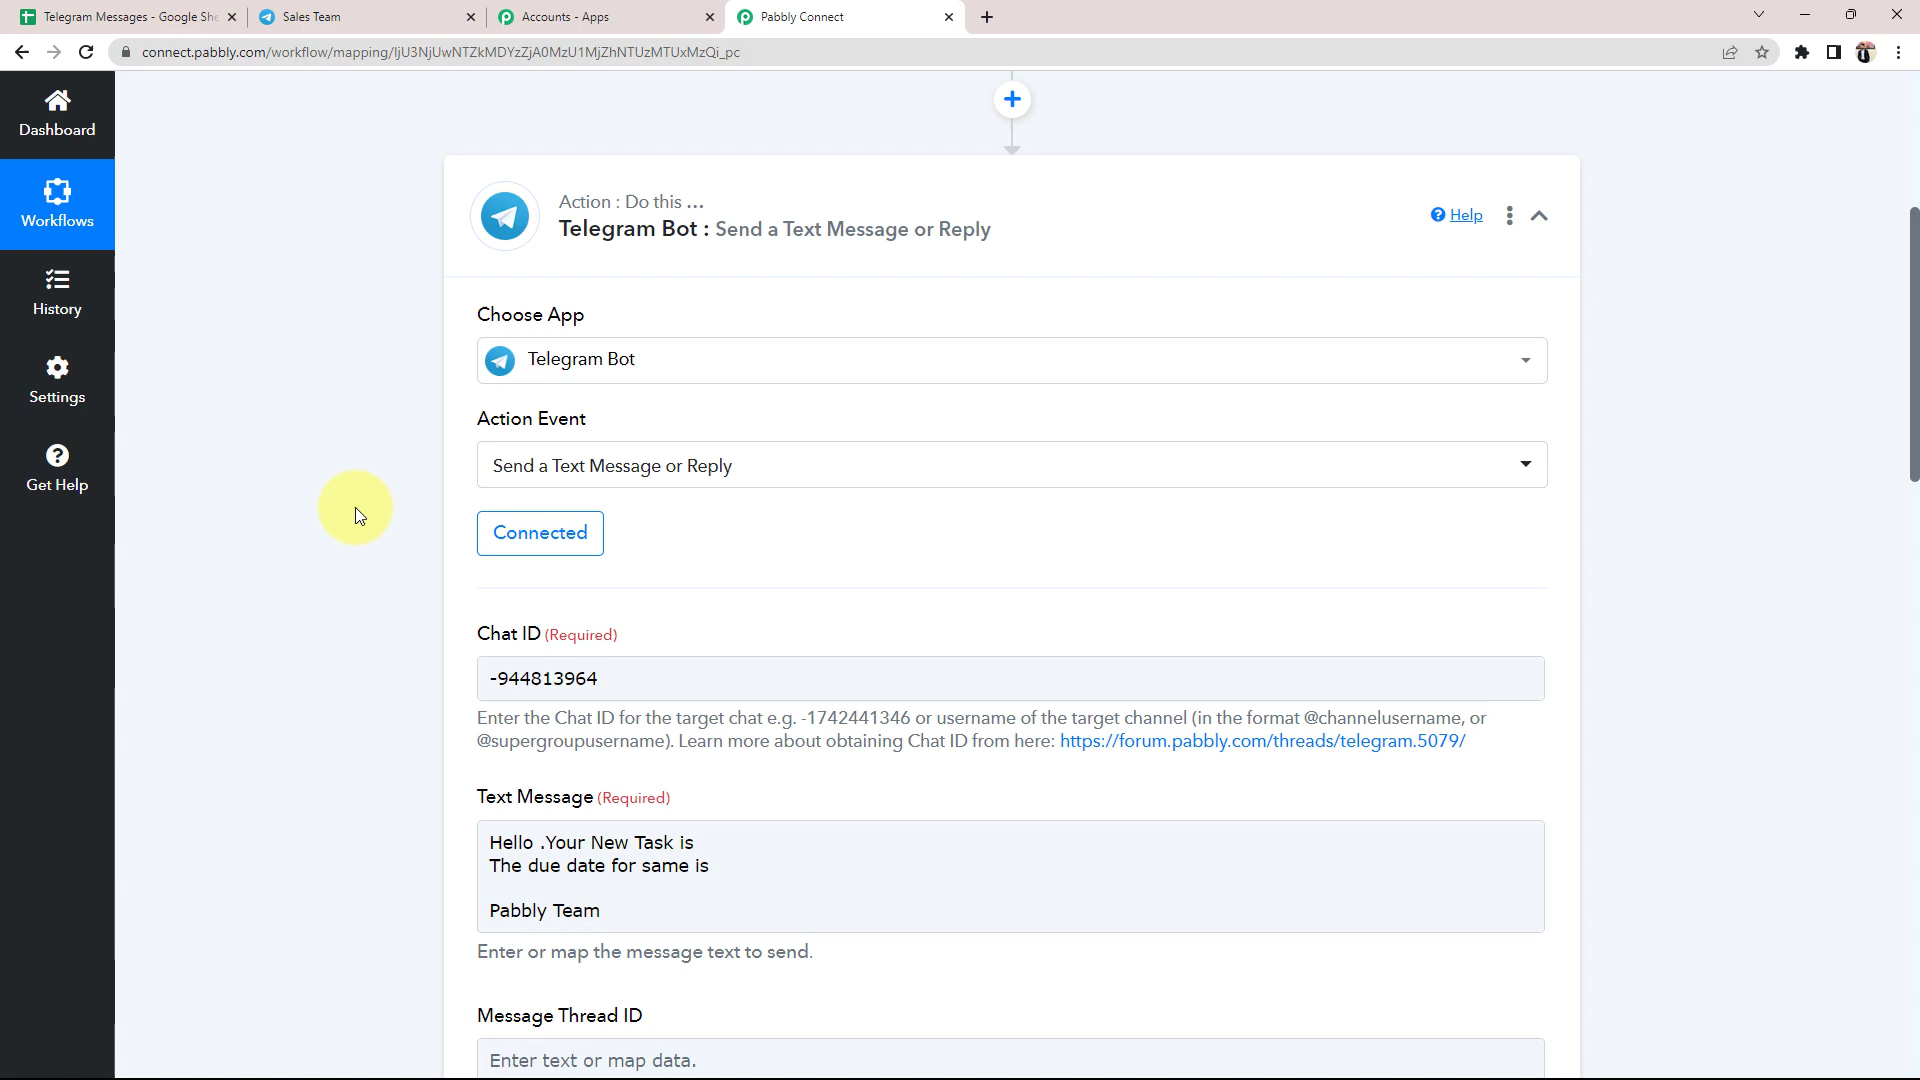 Telegram Messages - Google She
Sales Team
Accounts - Apps
Pabbly Connect
connect.pabbly.com/workflow/mapping/IjU3NjUwNTZkMDYzZjA0MzU1MjZhNTUzMTUxMzQi_pc
Dashboard
Workflows
History
Settings
Get Help
Action : Do this ...
Telegram Bot : Send a Text Message or Reply
Help
Choose App
Telegram Bot
Action Event
Send a Text Message or Reply
Connected
Chat ID (Required)
-944813964
Enter the Chat ID for the target chat e.g. -1742441346 or username of the target channel (in the format @channelusername, or
@supergroupusername). Learn more about obtaining Chat ID from here: https://forum.pabbly.com/threads/telegram.5079/
Text Message (Required)
Hello .Your New Task is
The due date for same is
Pabbly Team
Enter or map the message text to send.
Message Thread ID
Enter text or map data.